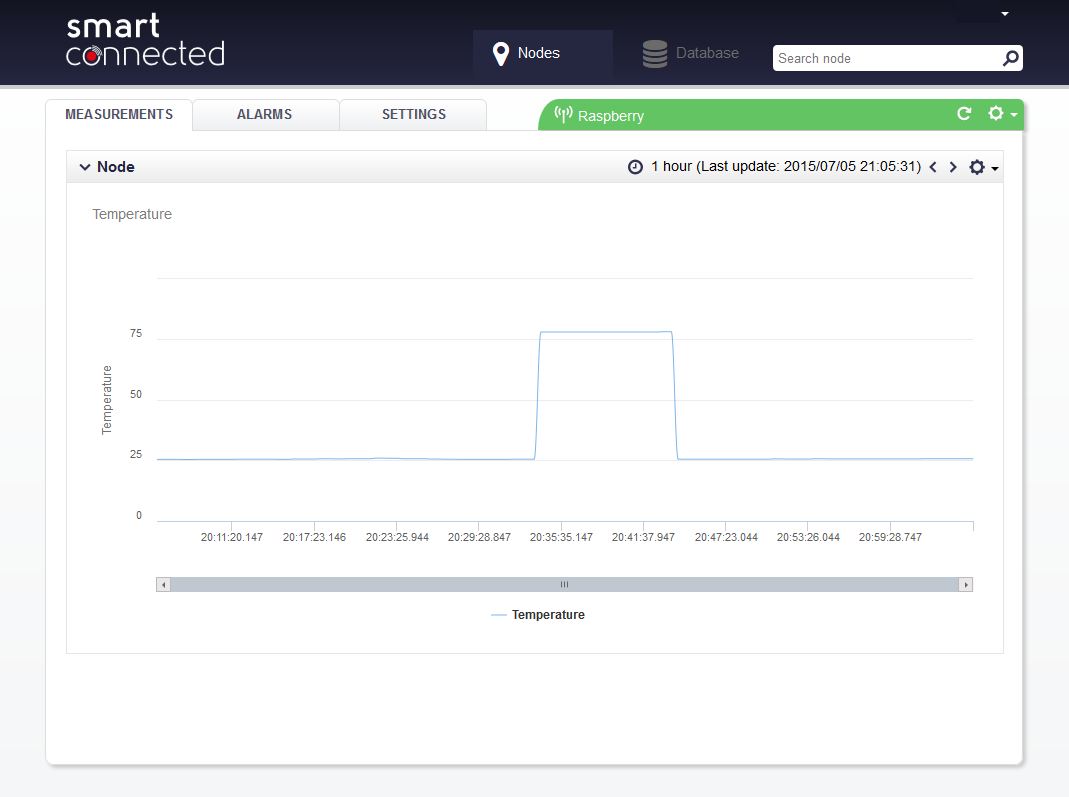 smart
connected
Nodes
Database
Search node
MEASUREMENTS
ALARMS
SETTINGS
Raspberry
Node
1 hour (Last update: 2015/07/05 21:05:31)
Temperature
75
50
25
0
Temperature
20:11:20.147 20:17:23.146 20:23:25.944 20:29:28.847 20:35:35.147 20:41:37.947 20:47:23.044 20:53:26.044 20:59:28.747
Temperature